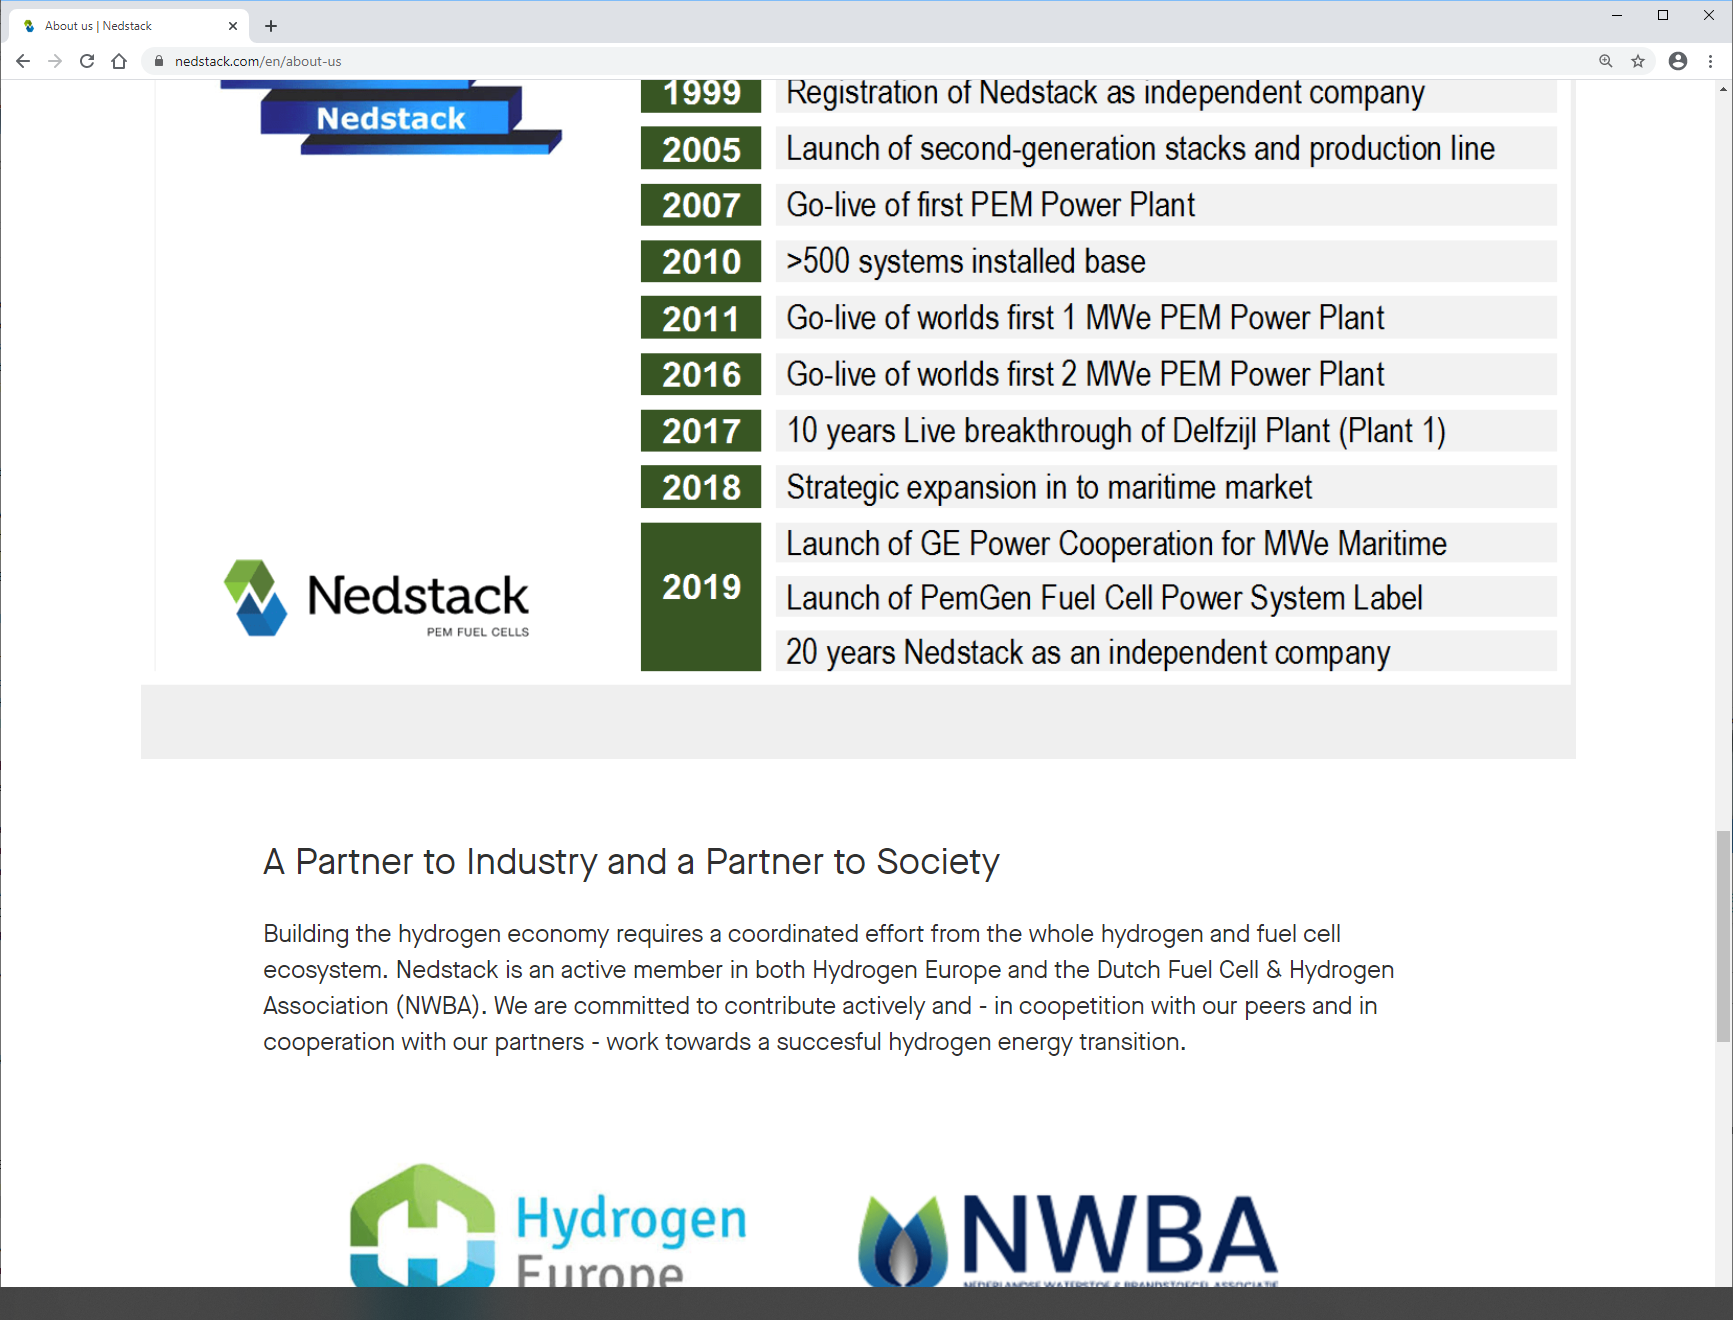 About us | Nedstack
nedstack.com/en/about-us
Nedstack
1999 Registration of Nedstack as independent company
2005 Launch of second-generation stacks and production line
2007 Go-live of first PEM Power Plant
2010 >500 systems installed base
2011 Go-live of worlds first 1 MWe PEM Power Plant
2016 Go-live of worlds first 2 MWe PEM Power Plant
2017 10 years Live breakthrough of Delfzijl Plant (Plant 1)
2018 Strategic expansion in to maritime market
2019 Launch of GE Power Cooperation for MWe Maritime
Launch of PemGen Fuel Cell Power System Label
20 years Nedstack as an independent company
Nedstack
PEM FUEL CELLS
A Partner to Industry and a Partner to Society
Building the hydrogen economy requires a coordinated effort from the whole hydrogen and fuel cell
ecosystem. Nedstack is an active member in both Hydrogen Europe and the Dutch Fuel Cell & Hydrogen
Association (NWBA). We are committed to contribute actively and - in coopetition with our peers and in
cooperation with our partners - work towards a succesful hydrogen energy transition.
Hydrogen
Europe
NWBA
NEDERLANDSE WATERSTOF & BRANDSTOFCEL ASSOCIATIE